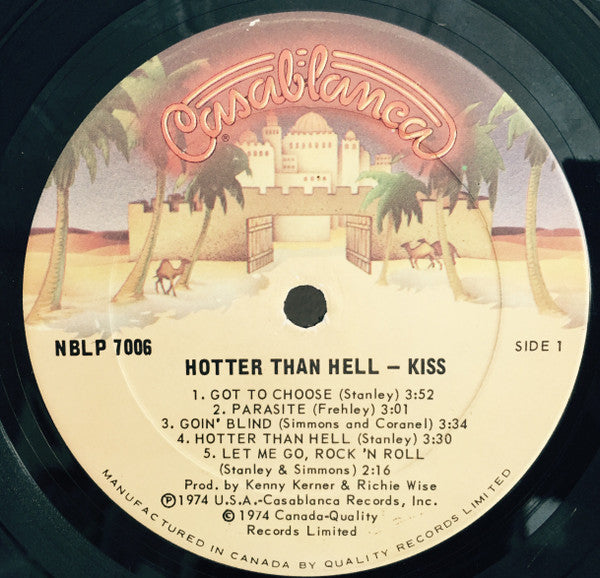 Casablanca
®
NBLP 7006
SIDE 1
HOTTER THAN HELL – KISS
1. GOT TO CHOOSE (Stanley) 3:52
2. PARASITE (Frehley) 3:01
3. GOIN' BLIND (Simmons and Coranel) 3:34
4. HOTTER THAN HELL (Stanley) 3:30
5. LET ME GO, ROCK 'N ROLL
(Stanley & Simmons) 2:16
Prod. by Kenny Kerner & Richie Wise
℗1974 U.S.A.-Casablanca Records, Inc.
©1974 Canada-Quality
Records Limited
MANUFACTURED IN CANADA BY QUALITY RECORDS LIMITED